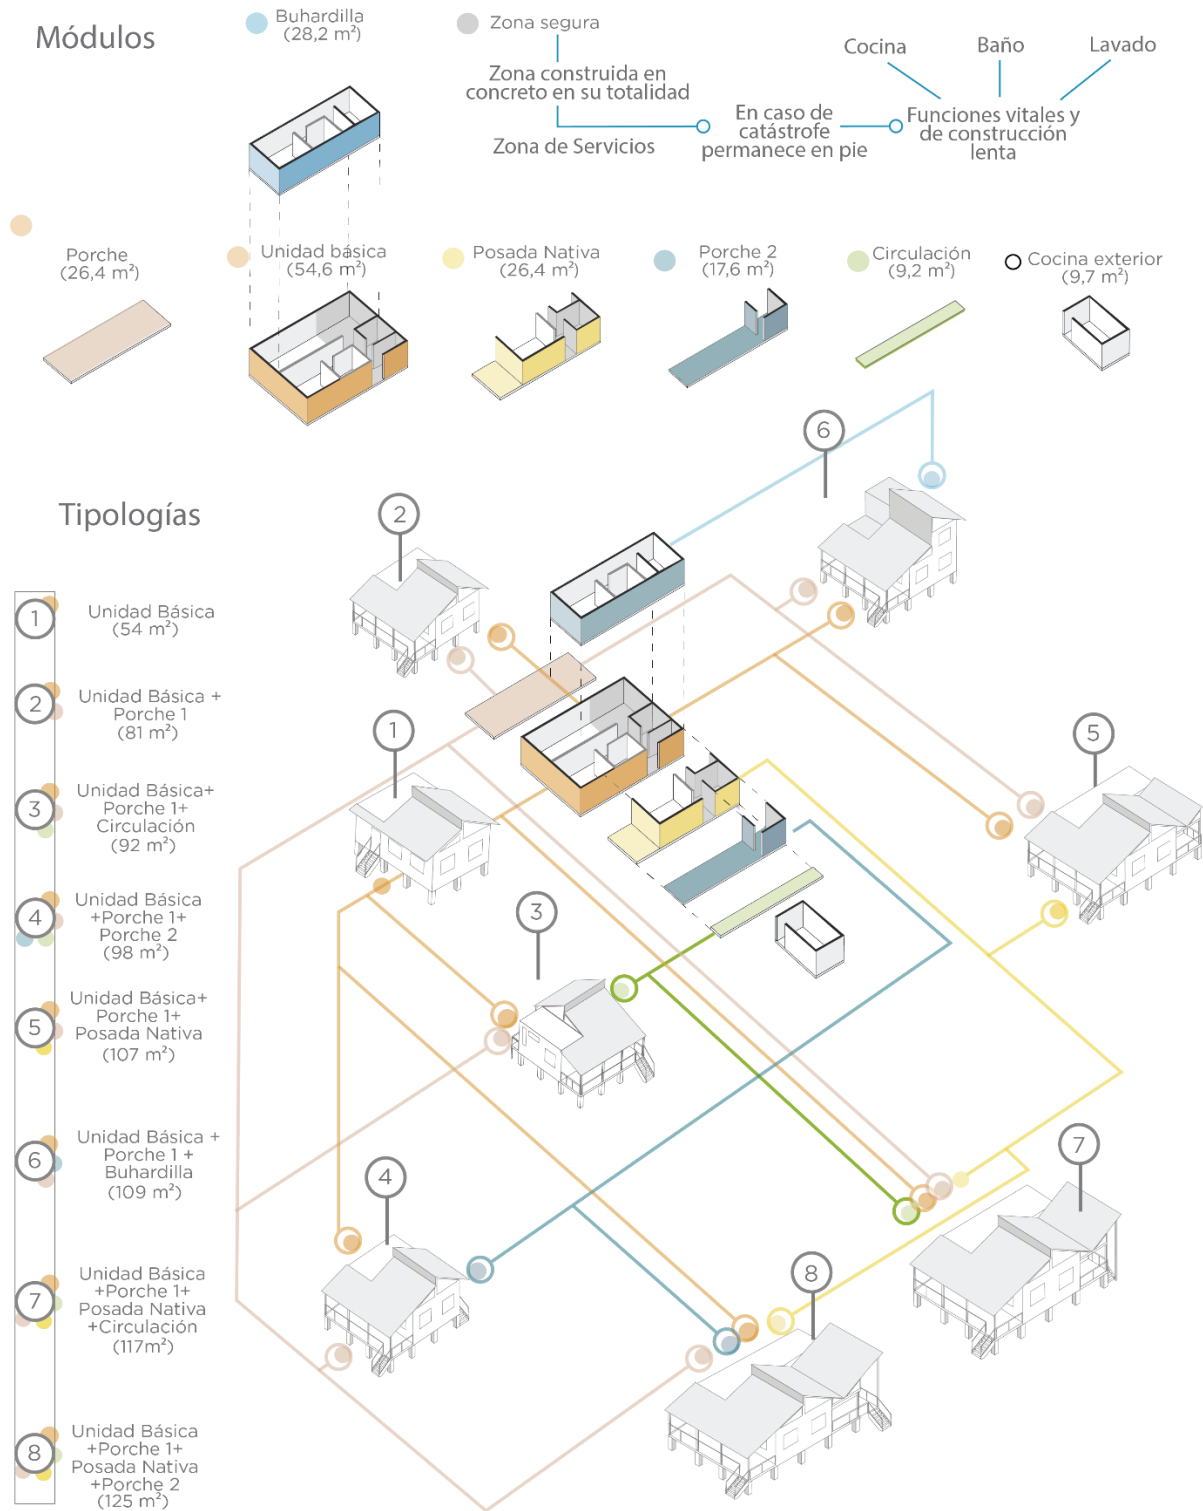 Módulos
Buhardilla
(28,2 m²)
Zona segura
Zona construida en
concreto en su totalidad
Zona de Servicios
En caso de
catástrofe
permanece en pie
Cocina
Baño
Lavado
Funciones vitales y
de construcción
lenta
Porche
(26,4 m²)
Unidad básica
(54,6 m²)
Posada Nativa
(26,4 m²)
Porche 2
(17,6 m²)
Circulación
(9,2 m²)
Cocina exterior
(9,7 m²)
Tipologías
1
Unidad Básica
(54 m²)
2
Unidad Básica +
Porche 1
(81 m²)
3
Unidad Básica+
Porche 1+
Circulación
(92 m²)
4
Unidad Básica
+Porche 1+
Porche 2
(98 m²)
5
Unidad Básica+
Porche 1+
Posada Nativa
(107 m²)
6
Unidad Básica +
Porche 1 +
Buhardilla
(109 m²)
7
Unidad Básica
+Porche 1+
Posada Nativa
+Circulación
(117m²)
8
Unidad Básica
+Porche 1+
Posada Nativa
+Porche 2
(125 m²)
6
2
1
5
3
4
7
8